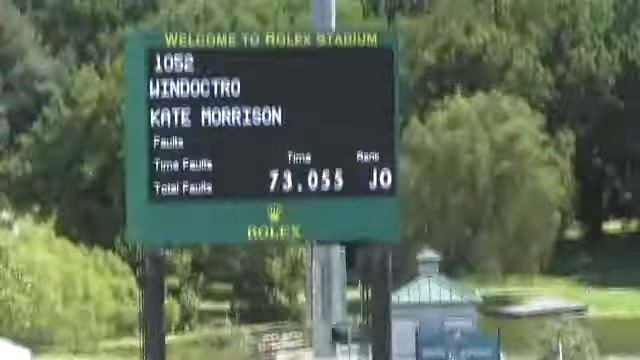 WELCOME TO ROLEX STADIUM
1052
WINDOCTRO
KATE MORRISON
Faults
Time Rank
Time Faults
Total Faults 73.055 JO
ROLEX